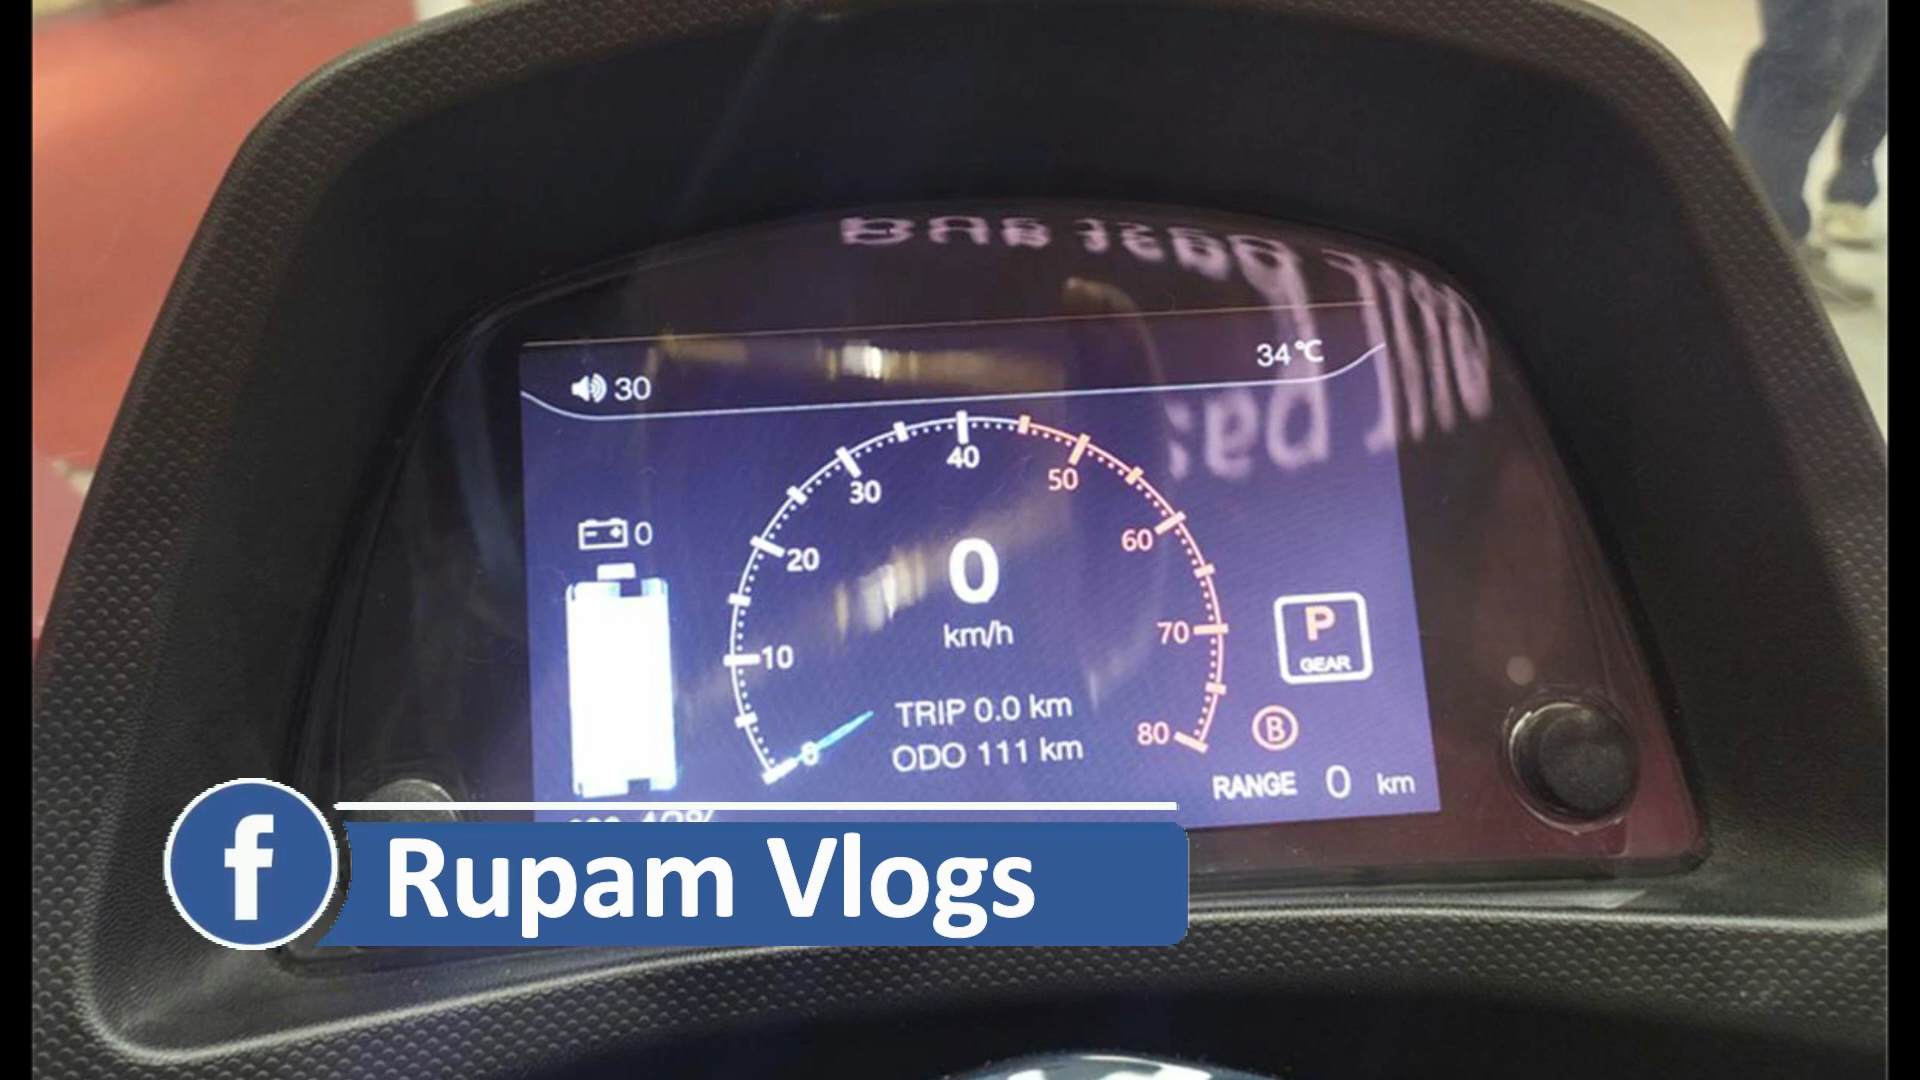 34℃
30
40
30
50
0
20
60
0
km/h
P
GEAR
70
10
TRIP 0.0 km
ODO 111 km
80
0
B
RANGE 0 km
f
Rupam Vlogs